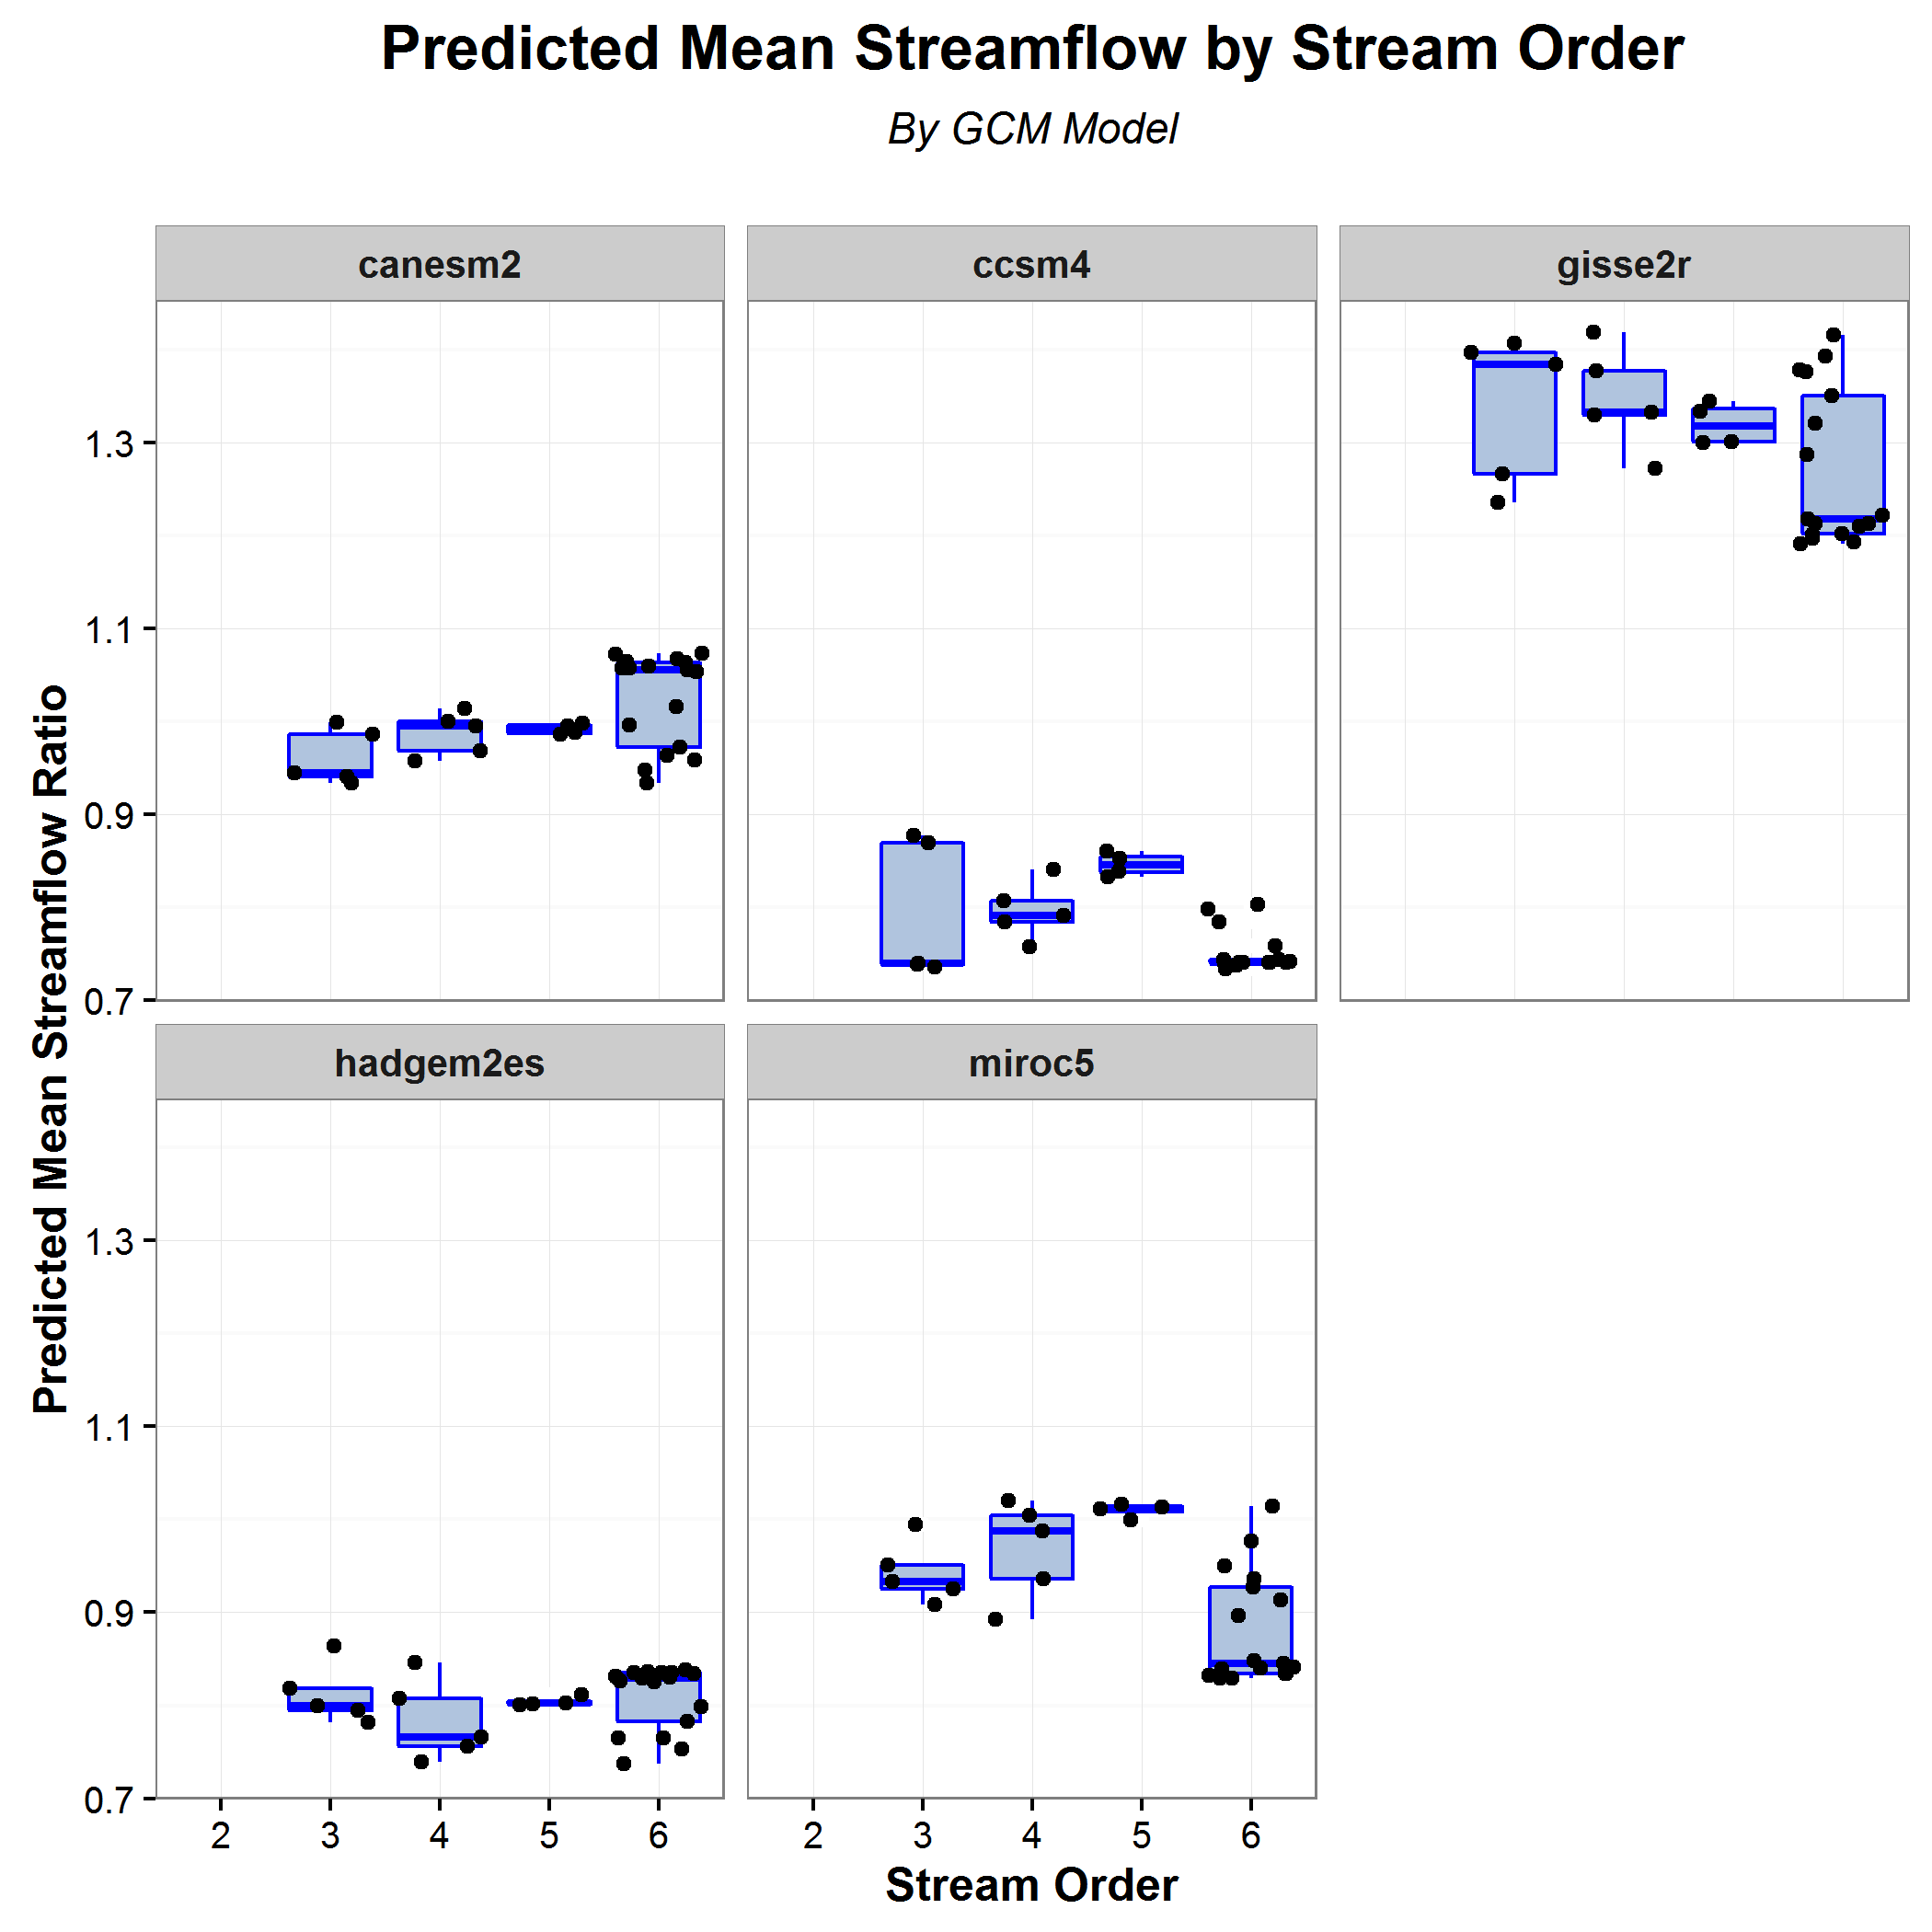 Predicted Mean Streamflow by Stream Order
By GCM Model
canesm2
ccsm4
gisse2r
1.3
1.1
0.9
0.7
Predicted Mean Streamflow Ratio
hadgem2es
miroc5
1.3
1.1
0.9
0.7
2 3 4 5 6
2 3 4 5 6
Stream Order